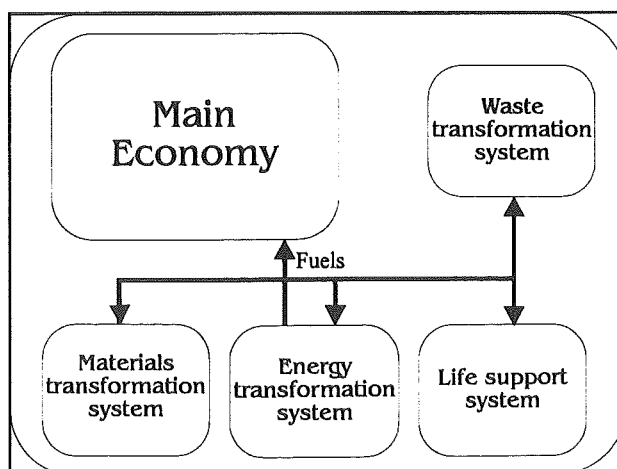 Main
Economy
Waste
transformation
system
Fuels
Materials
transformation
system
Energy
transformation
system
Life support
system